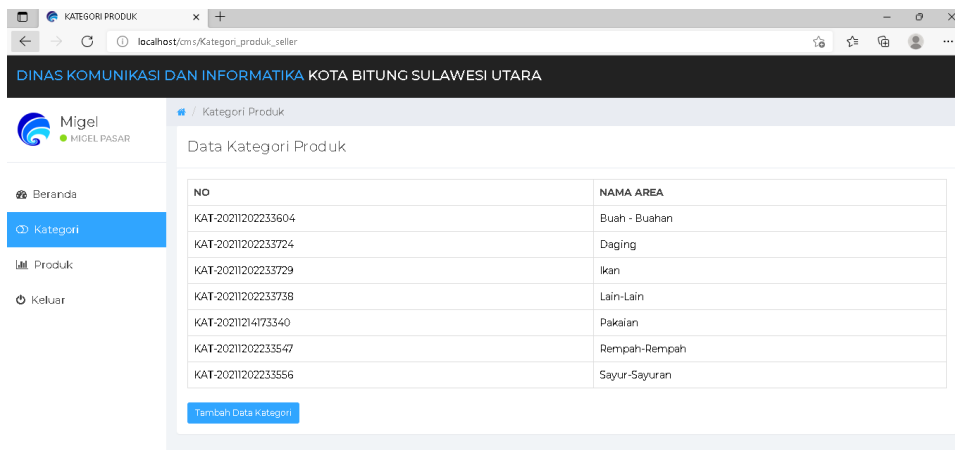 KATEGORI PRODUK
localhost/cms/Kategori_produk_seller
DINAS KOMUNIKASI DAN INFORMATIKA KOTA BITUNG SULAWESI UTARA
Migel
MIGEL PASAR
/ Kategori Produk
Data Kategori Produk
Beranda
Kategori
Produk
Keluar
NO NAMA AREA
KAT-20211202233604 Buah - Buahan
KAT-20211202233724 Daging
KAT-20211202233729 Ikan
KAT-20211202233738 Lain-Lain
KAT-20211214173340 Pakaian
KAT-20211202233547 Rempah-Rempah
KAT-20211202233556 Sayur-Sayuran
Tambah Data Kategori